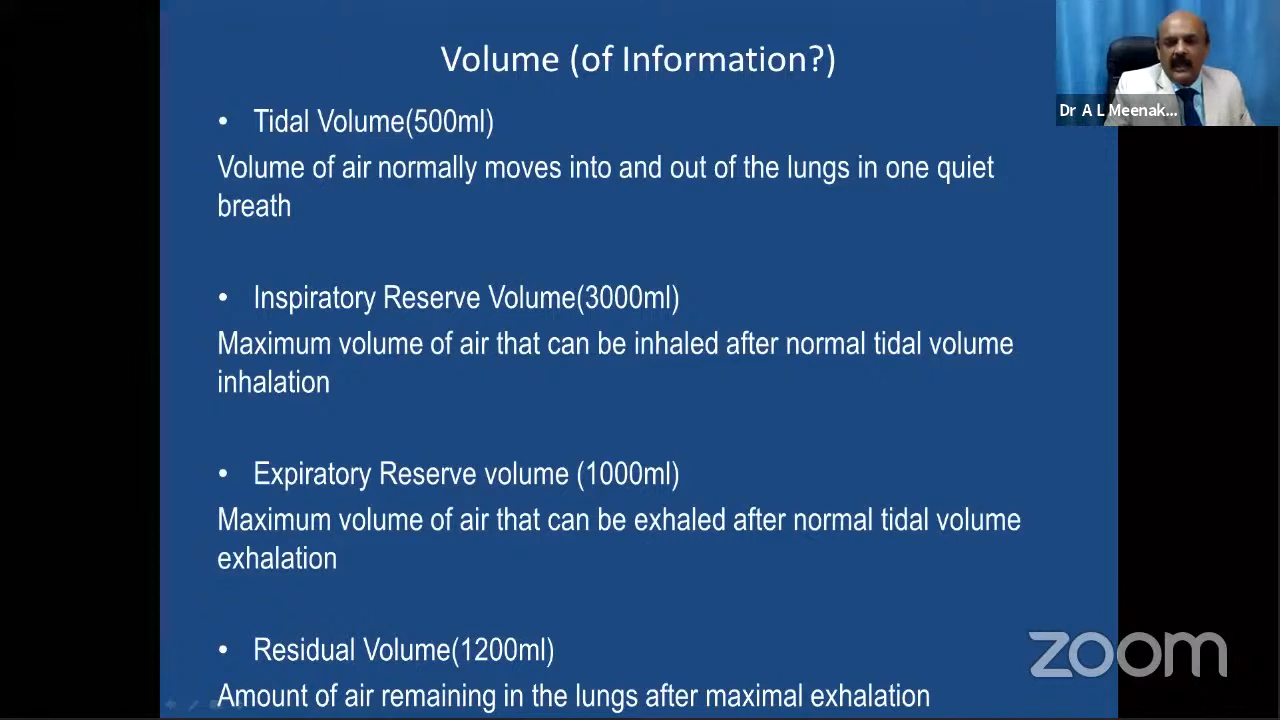 Volume (of Information?)
Dr A L Meenak...
• Tidal Volume(500ml)
Volume of air normally moves into and out of the lungs in one quiet
breath
• Inspiratory Reserve Volume(3000ml)
Maximum volume of air that can be inhaled after normal tidal volume
inhalation
• Expiratory Reserve volume (1000ml)
Maximum volume of air that can be exhaled after normal tidal volume
exhalation
• Residual Volume(1200ml)
Amount of air remaining in the lungs after maximal exhalation
zoom